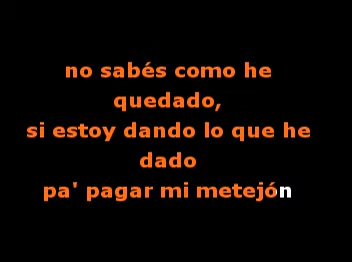 no sabés como he
quedado,
si estoy dando lo que he
dado
pa' pagar mi metejón